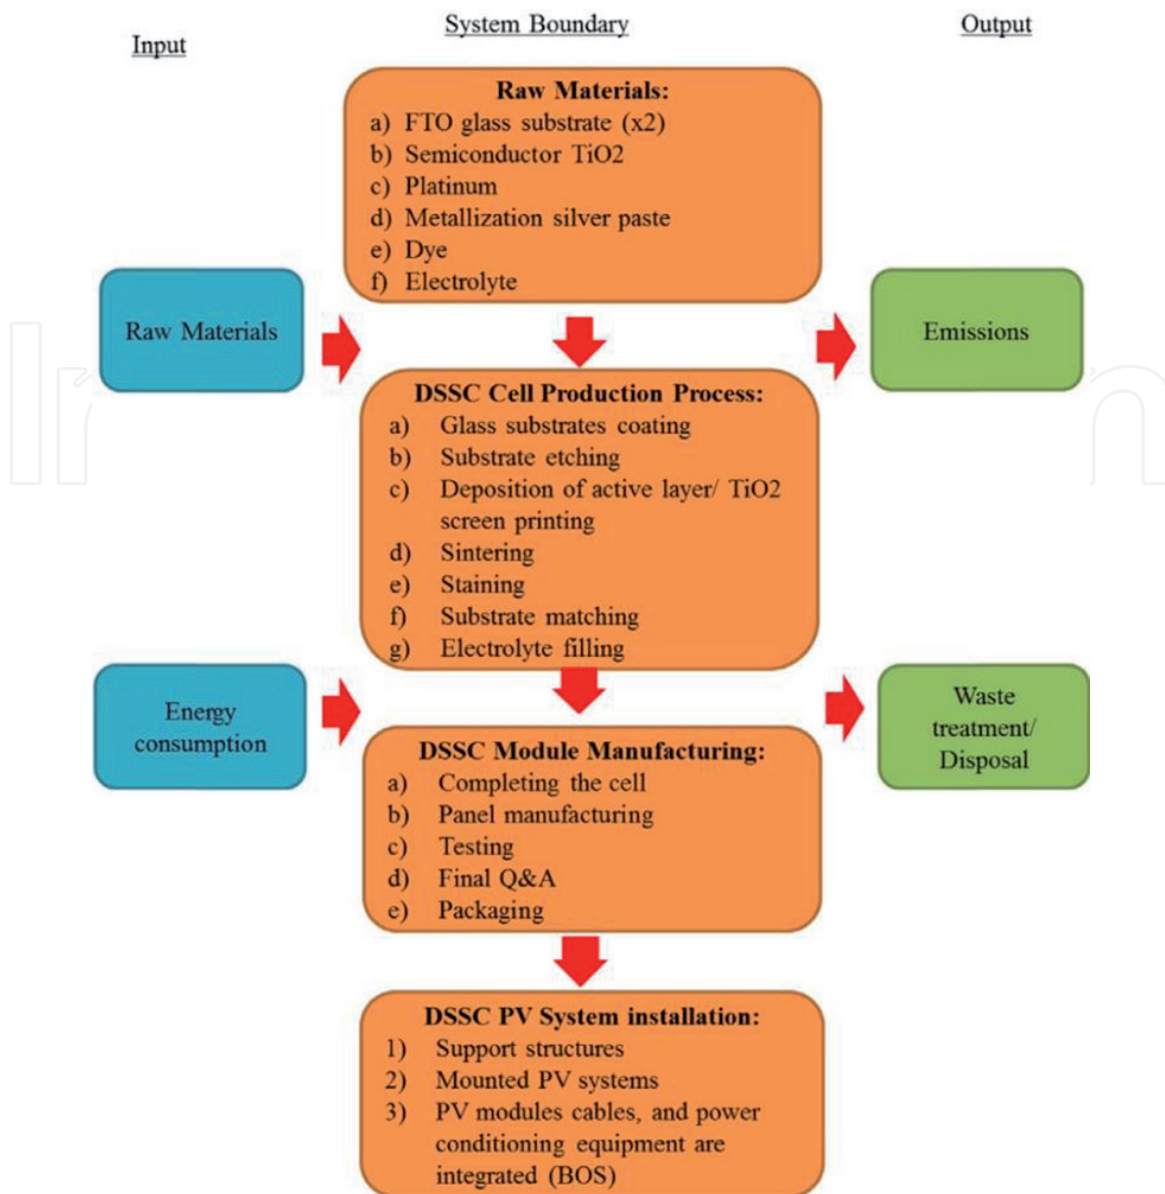 Input
System Boundary
Output
Raw Materials:
a) FTO glass substrate (x2)
b) Semiconductor TiO2
c) Platinum
d) Metallization silver paste
e) Dye
f) Electrolyte
Raw Materials
Emissions
DSSC Cell Production Process:
a) Glass substrates coating
b) Substrate etching
c) Deposition of active layer/ TiO2
screen printing
d) Sintering
e) Staining
f) Substrate matching
g) Electrolyte filling
Energy
consumption
Waste
treatment/
Disposal
DSSC Module Manufacturing:
a) Completing the cell
b) Panel manufacturing
c) Testing
d) Final Q&A
e) Packaging
DSSC PV System installation:
1) Support structures
2) Mounted PV systems
3) PV modules cables, and power
conditioning equipment are
integrated (BOS)